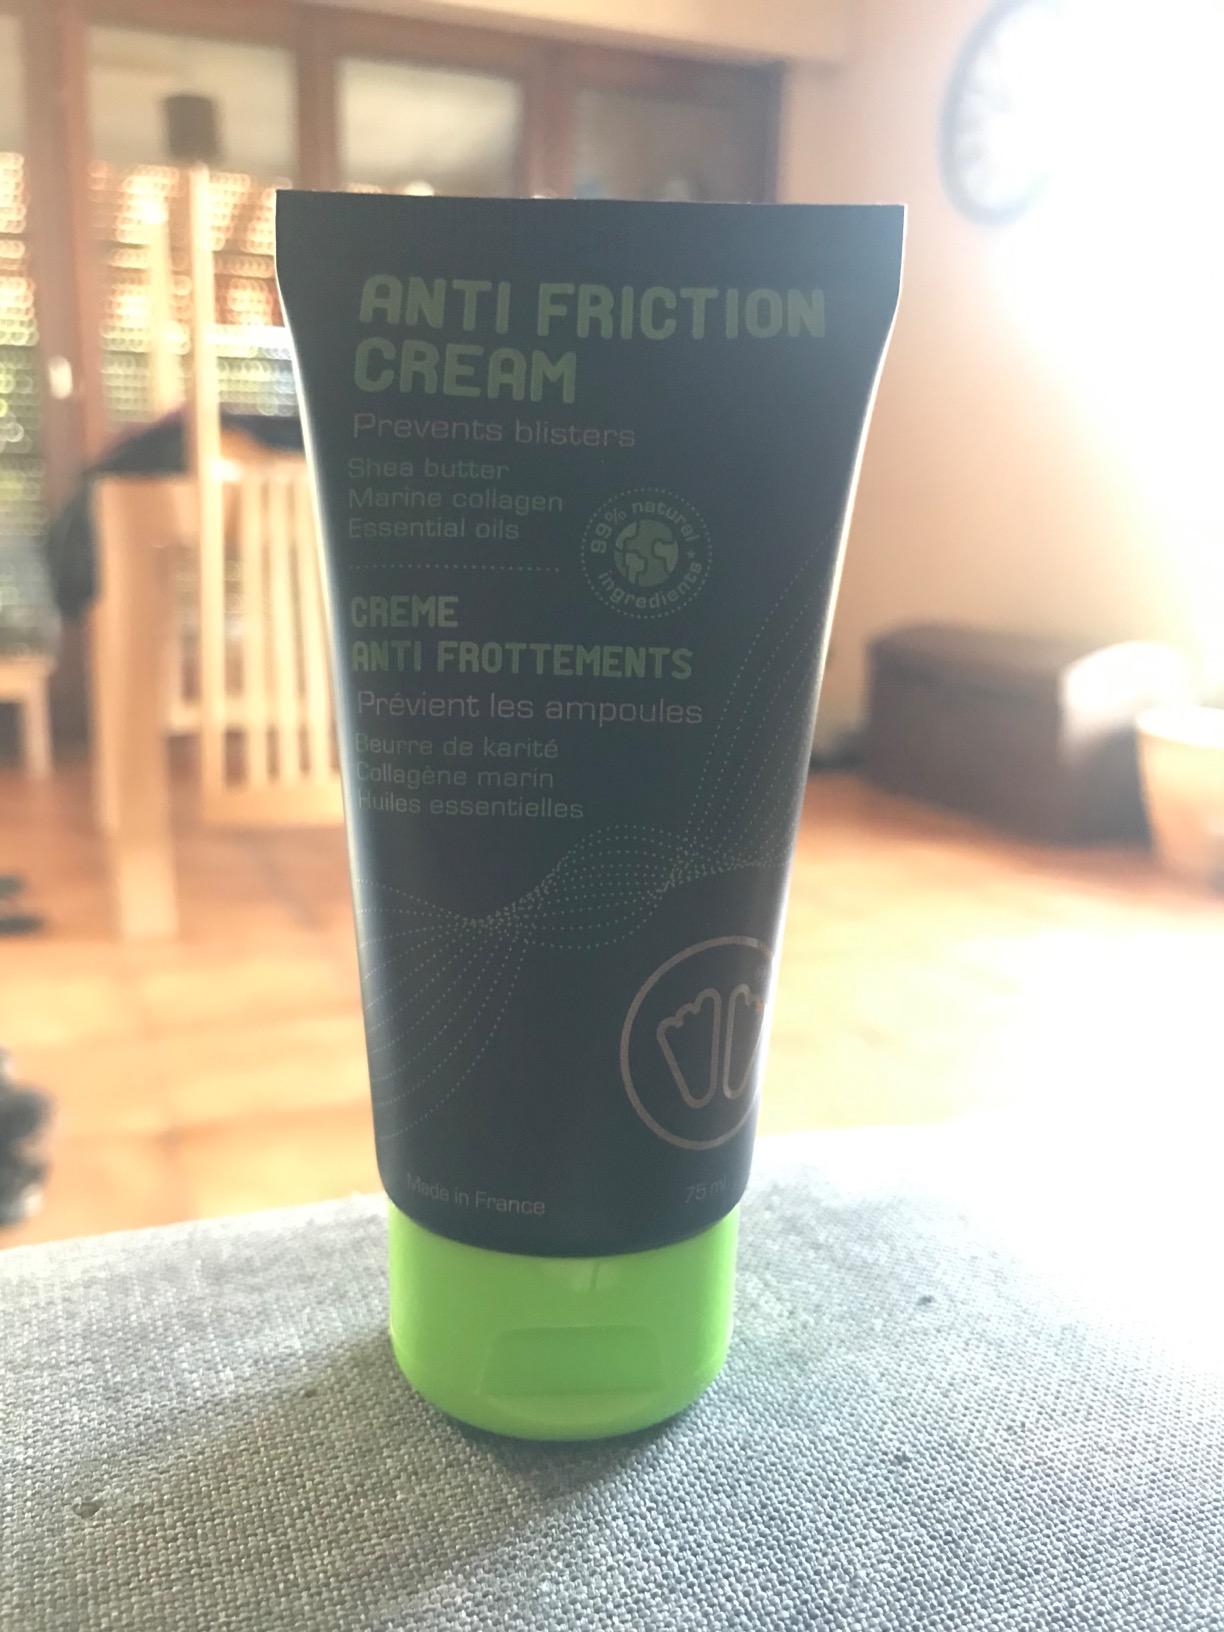 ANTI FRICTION
CREAM
Prevents blisters
Shea butter
Marine collagen
Essential oils
99% natural ingredients
CREME
ANTI FROTTEMENTS
Prévient les ampoules
Beurre de karité
Collagène marin
Huiles essentielles
Made in France
75 ml